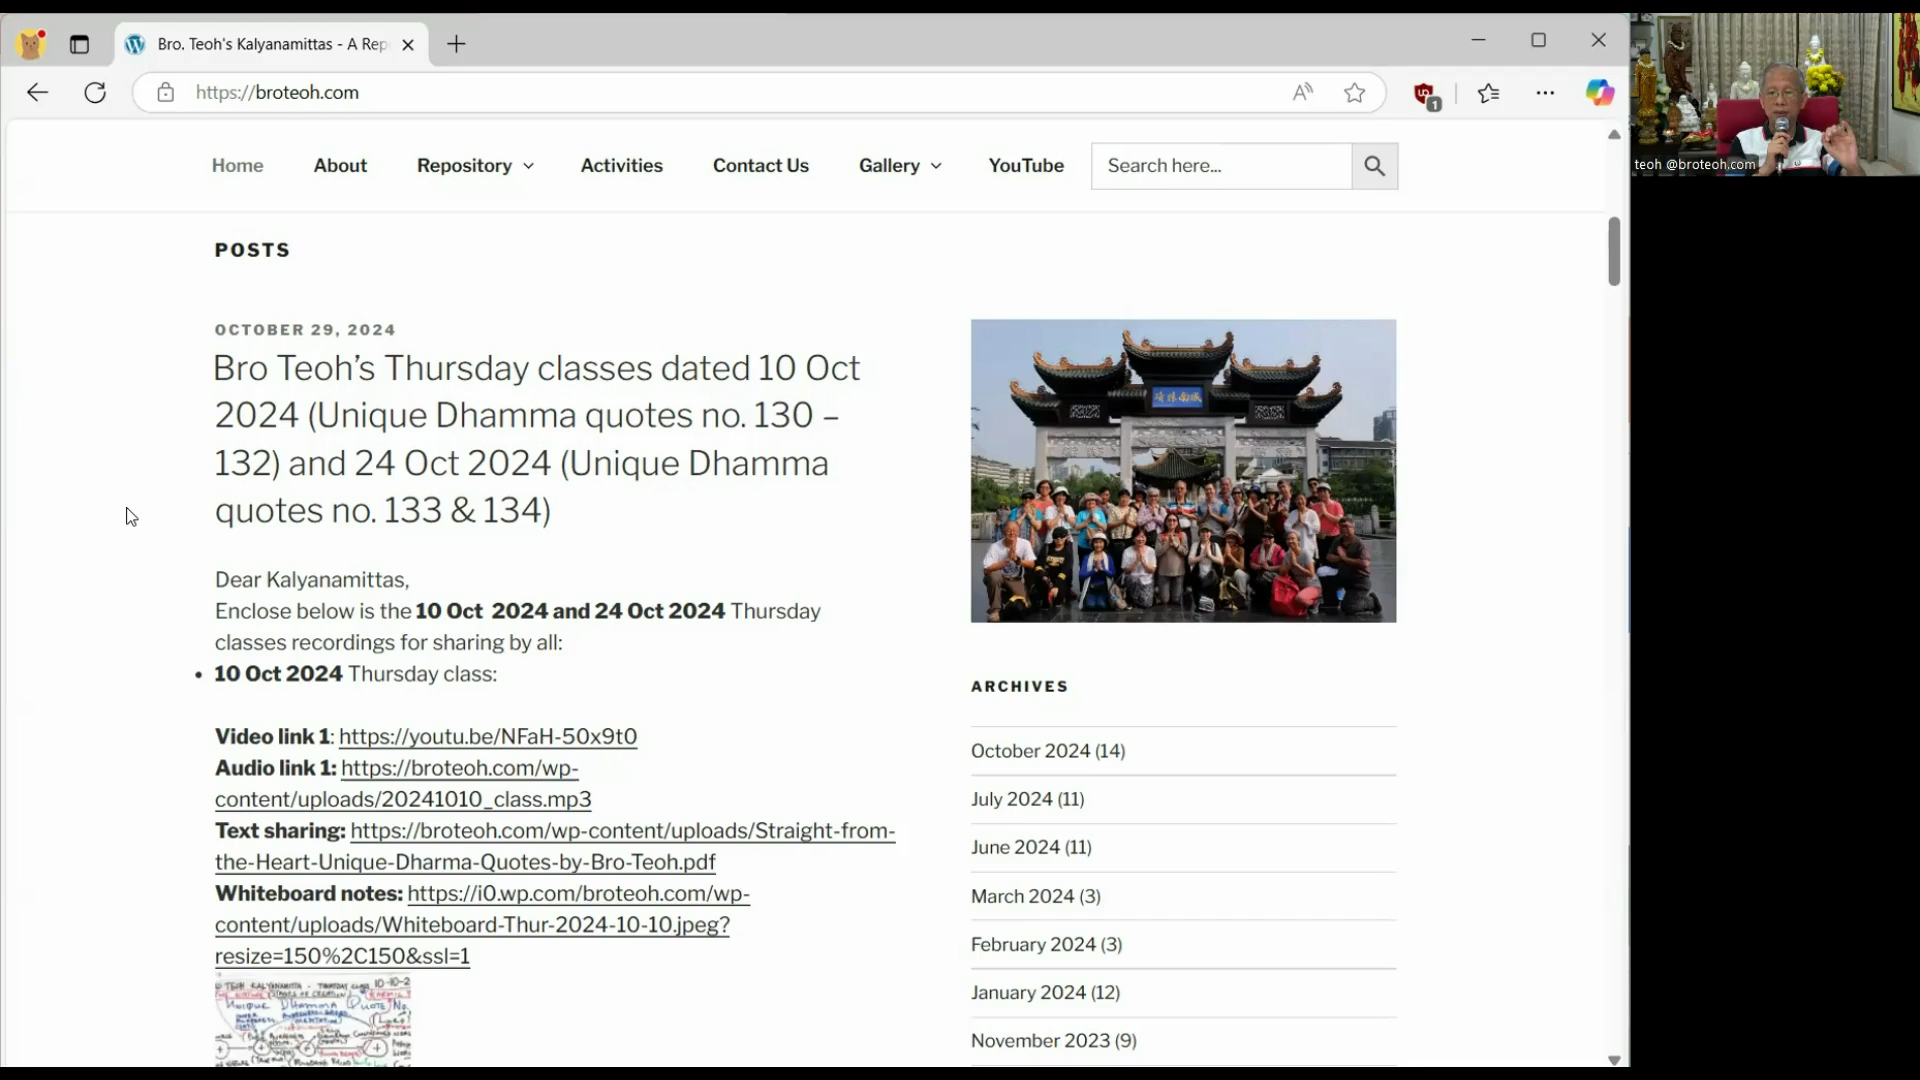 Bro. Teoh's Kalyanamittas - A Rep
https://broteoh.com
1
teoh @broteoh.com
Home About Repository Activities Contact Us Gallery YouTube Search here...
POSTS
OCTOBER 29, 2024
Bro Teoh’s Thursday classes dated 10 Oct
2024 (Unique Dhamma quotes no. 130 –
132) and 24 Oct 2024 (Unique Dhamma
quotes no. 133 & 134)
Dear Kalyanamittas,
Enclose below is the 10 Oct 2024 and 24 Oct 2024 Thursday
classes recordings for sharing by all:
• 10 Oct 2024 Thursday class:
Video link 1: https://youtu.be/NFaH-50x9t0
Audio link 1: https://broteoh.com/wp-
content/uploads/20241010_class.mp3
Text sharing: https://broteoh.com/wp-content/uploads/Straight-from-
the-Heart-Unique-Dharma-Quotes-by-Bro-Teoh.pdf
Whiteboard notes: https://i0.wp.com/broteoh.com/wp-
content/uploads/Whiteboard-Thur-2024-10-10.jpeg?
resize=150%2C150&ssl=1
Unique Dhamma Quote
ARCHIVES
October 2024 (14)
July 2024 (11)
June 2024 (11)
March 2024 (3)
February 2024 (3)
January 2024 (12)
November 2023 (9)